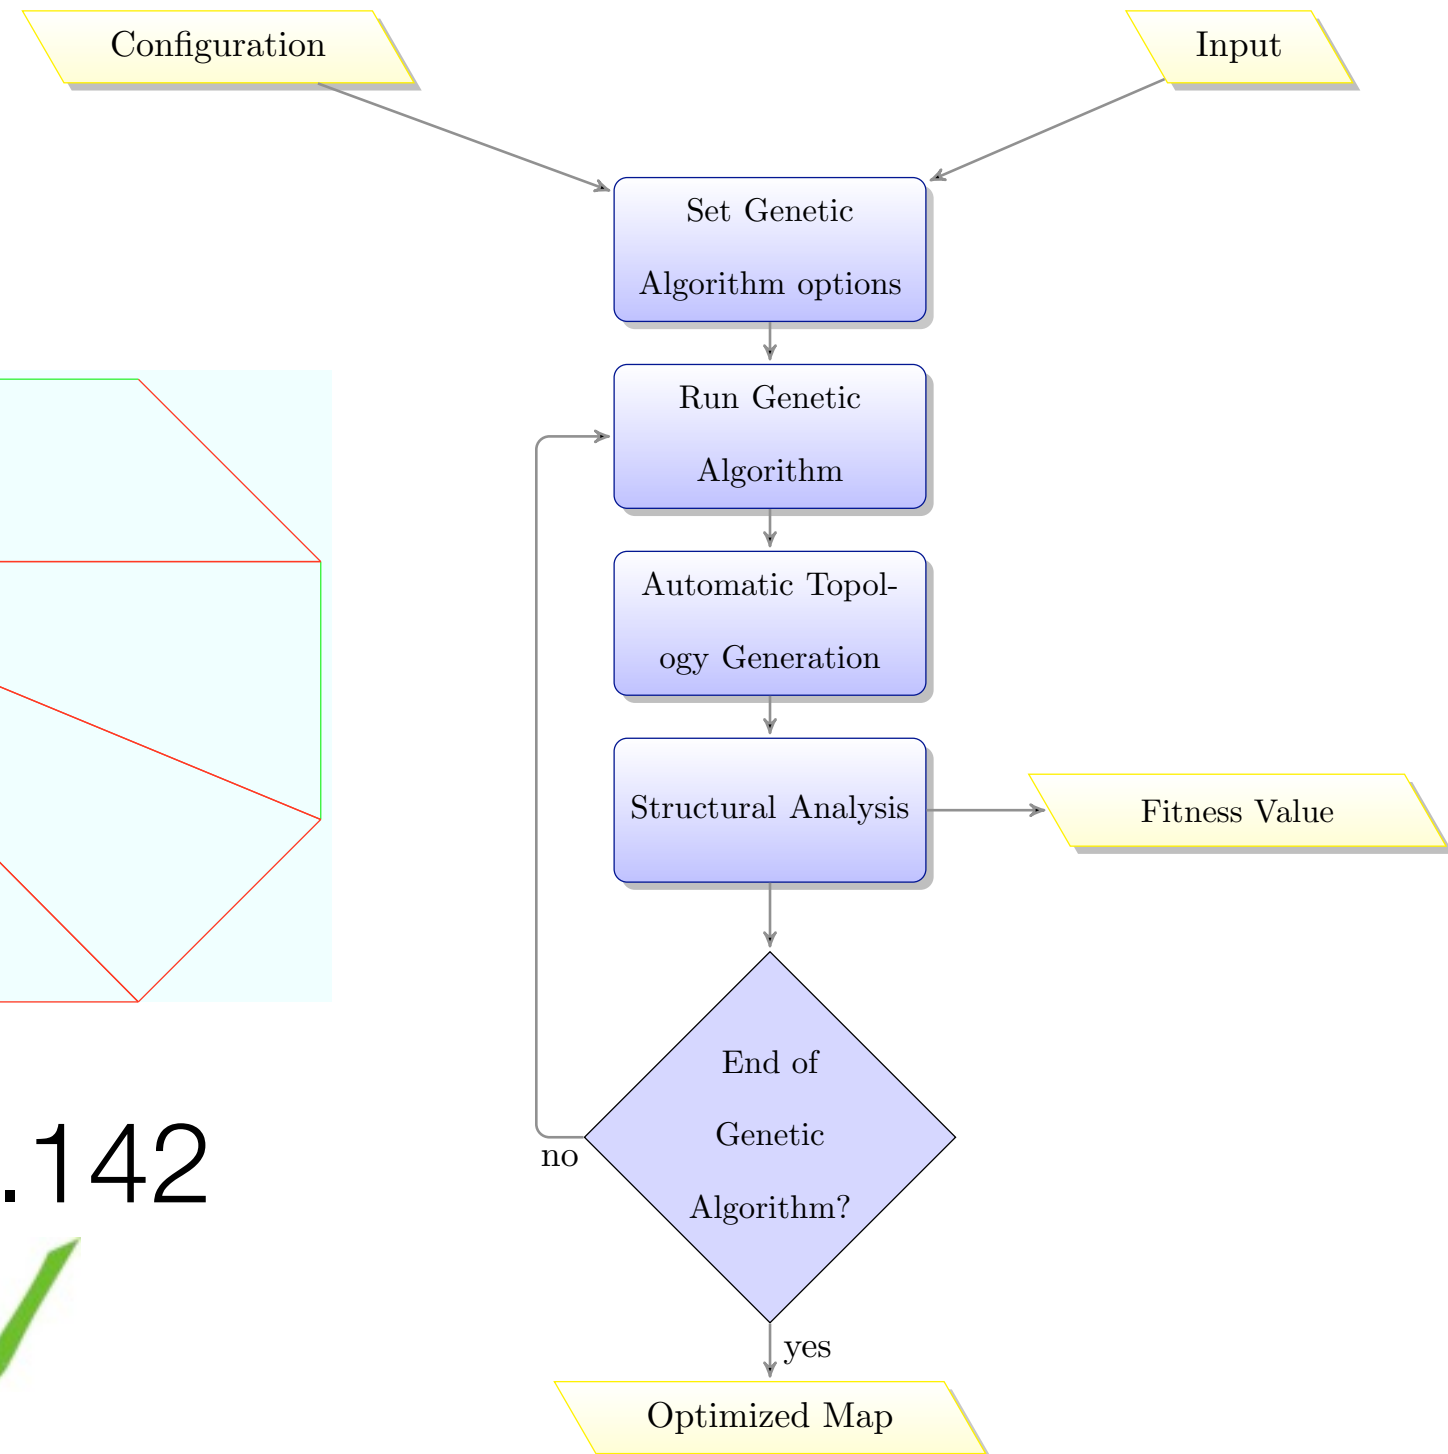 Configuration
Input
Set Genetic
Algorithm options
Run Genetic
Algorithm
Automatic Topol-
ogy Generation
Structural Analysis
Fitness Value
End of
Genetic
Algorithm?
no
.142
yes
Optimized Map